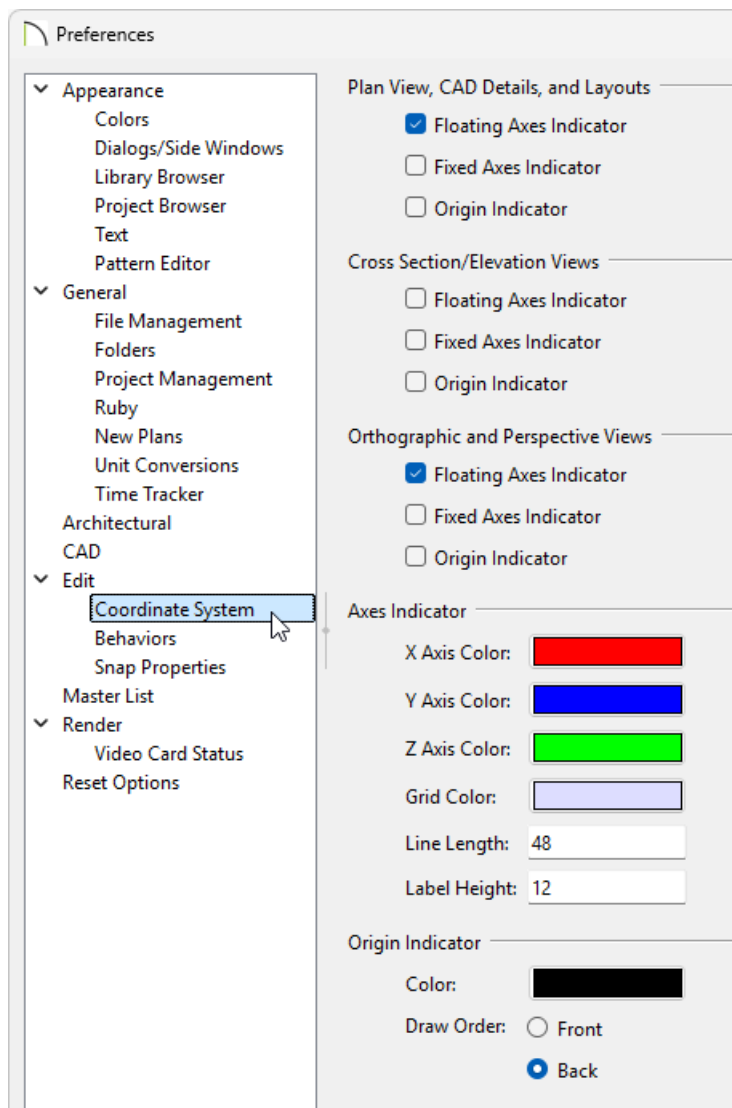 Preferences
Appearance
Colors
Dialogs/Side Windows
Library Browser
Project Browser
Text
Pattern Editor
General
File Management
Folders
Project Management
Ruby
New Plans
Unit Conversions
Time Tracker
Architectural
CAD
Edit
Coordinate System
Behaviors
Snap Properties
Master List
Render
Video Card Status
Reset Options
Plan View, CAD Details, and Layouts
Floating Axes Indicator
Fixed Axes Indicator
Origin Indicator
Cross Section/Elevation Views
Floating Axes Indicator
Fixed Axes Indicator
Origin Indicator
Orthographic and Perspective Views
Floating Axes Indicator
Fixed Axes Indicator
Origin Indicator
Axes Indicator
X Axis Color:
Y Axis Color:
Z Axis Color:
Grid Color:
Line Length: 48
Label Height: 12
Origin Indicator
Color:
Draw Order: Front
Back